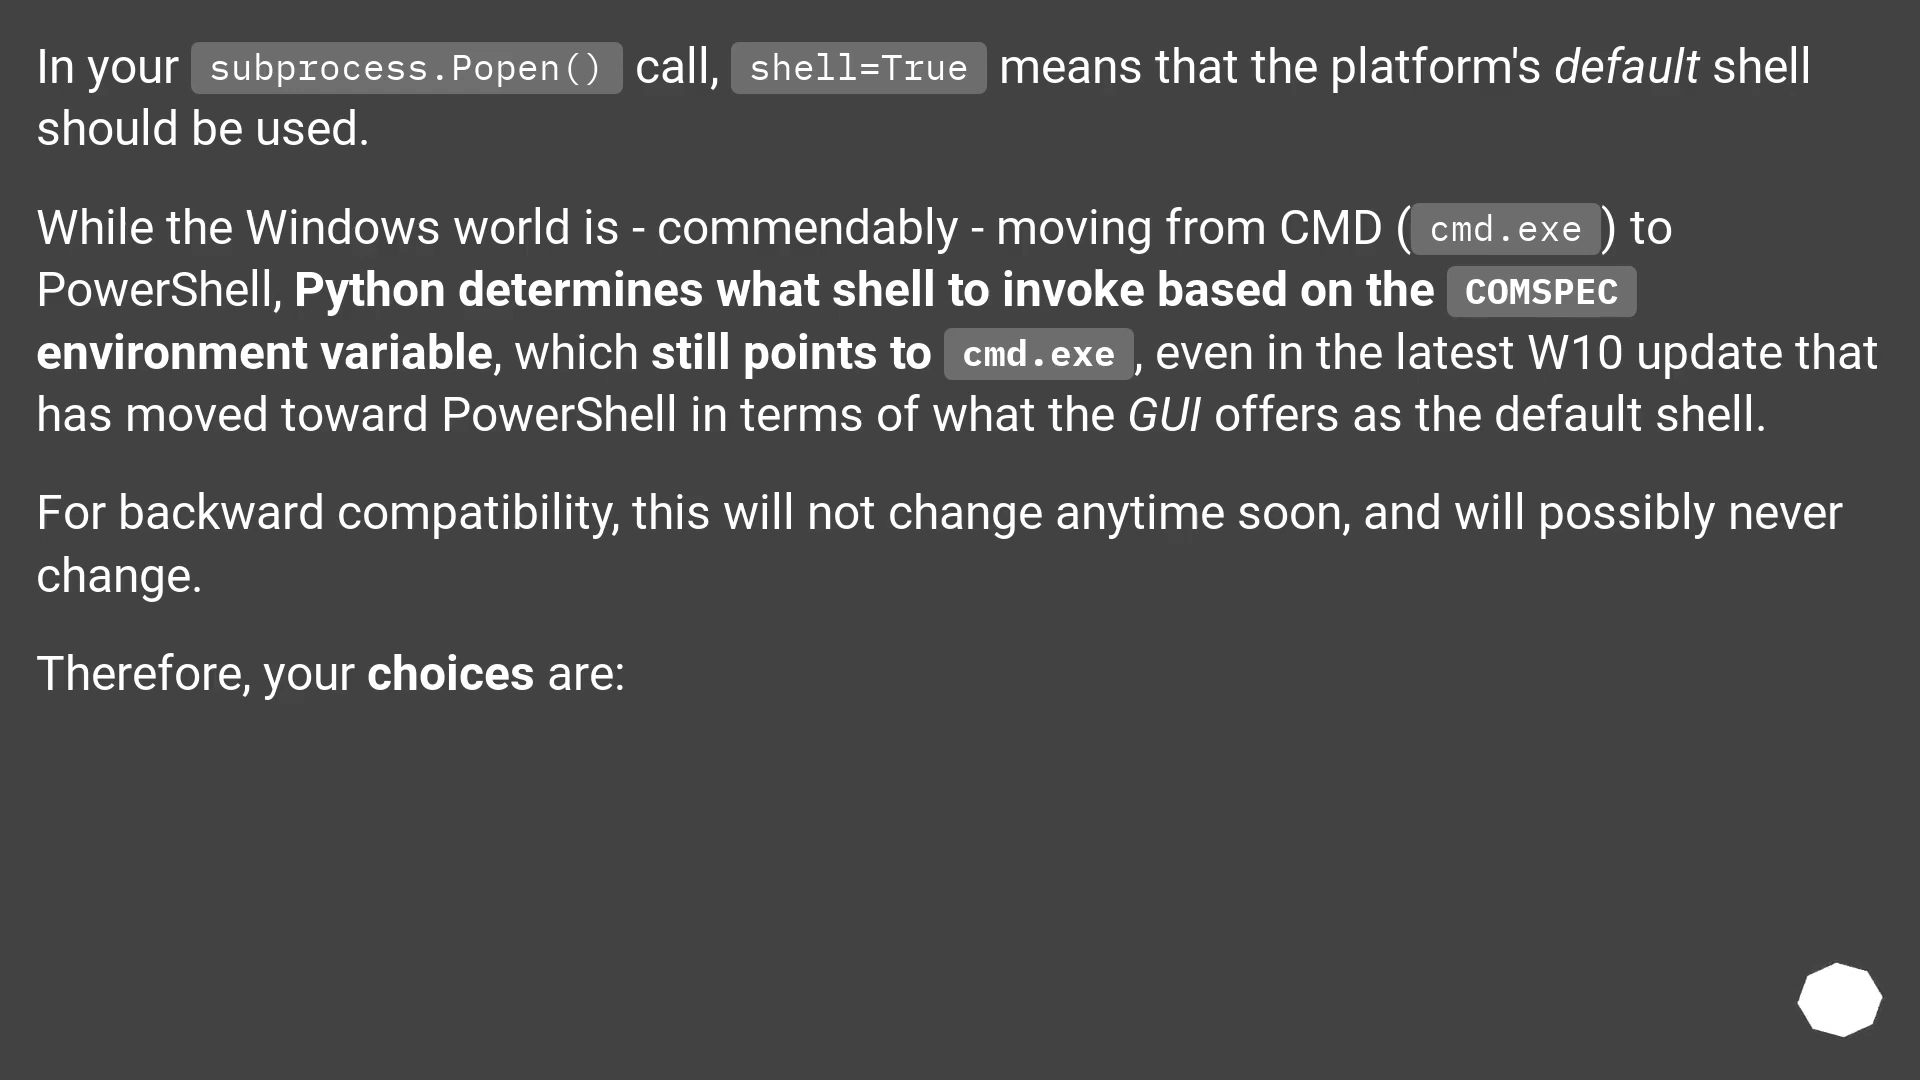 In your subprocess.Popen() call, shell=True means that the platform's default shell
should be used.
While the Windows world is - commendably - moving from CMD ( cmd.exe ) to
PowerShell, Python determines what shell to invoke based on the COMSPEC
environment variable, which still points to cmd.exe , even in the latest W10 update that
has moved toward PowerShell in terms of what the GUI offers as the default shell.
For backward compatibility, this will not change anytime soon, and will possibly never
change.
Therefore, your choices are: